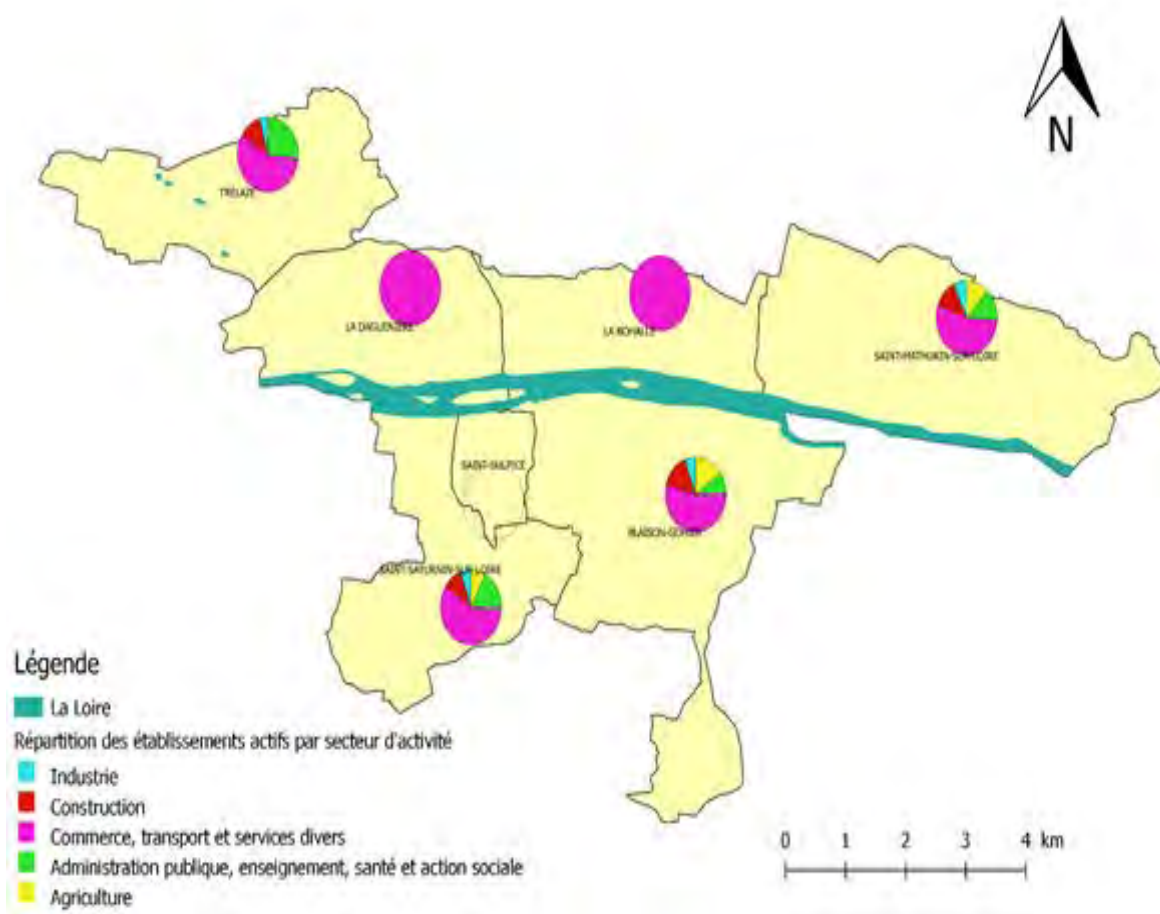 N
TRELAZE
LA DAGUENIERE
LA BOHALLE
SAINT-MATHURIN-SUR-LOIRE
SAINT-SULPICE
BLAISON-GOHIER
SAINT-SATURNIN-SUR-LOIRE
Légende
La Loire
Répartition des établissements actifs par secteur d'activité
Industrie
Construction
Commerce, transport et services divers
Administration publique, enseignement, santé et action sociale
Agriculture
0 1 2 3 4 km